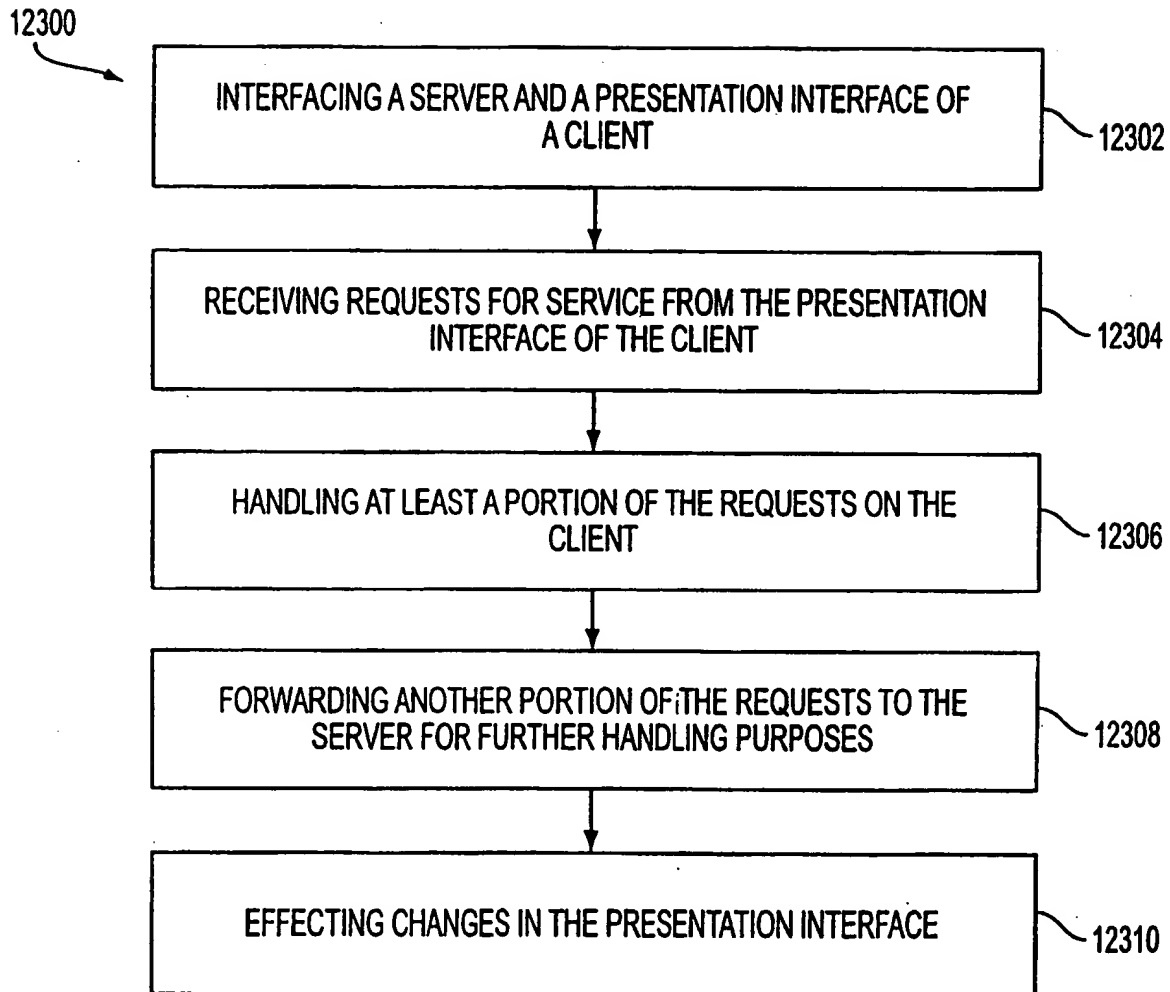 12300
INTERFACING A SERVER AND A PRESENTATION INTERFACE OF
A CLIENT
12302
RECEIVING REQUESTS FOR SERVICE FROM THE PRESENTATION
INTERFACE OF THE CLIENT
12304
HANDLING AT LEAST A PORTION OF THE REQUESTS ON THE
CLIENT
12306
FORWARDING ANOTHER PORTION OF THE REQUESTS TO THE
SERVER FOR FURTHER HANDLING PURPOSES
12308
EFFECTING CHANGES IN THE PRESENTATION INTERFACE
12310